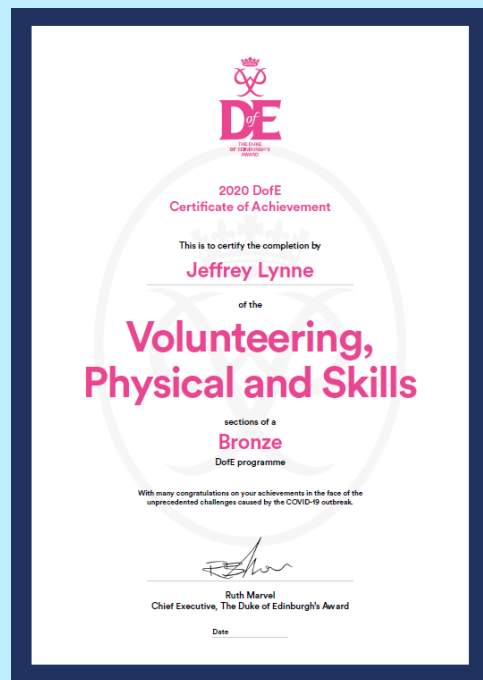 DofE
THE DUKE
OF EDINBURGH'S
AWARD
2020 DofE
Certificate of Achievement
This is to certify the completion by
Jeffrey Lynne
of the
Volunteering,
Physical and Skills
sections of a
Bronze
DofE programme
With many congratulations on your achievements in the face of the
unprecedented challenges caused by the COVID-19 outbreak.
Ruth Marvel
Chief Executive, The Duke of Edinburgh's Award
Date